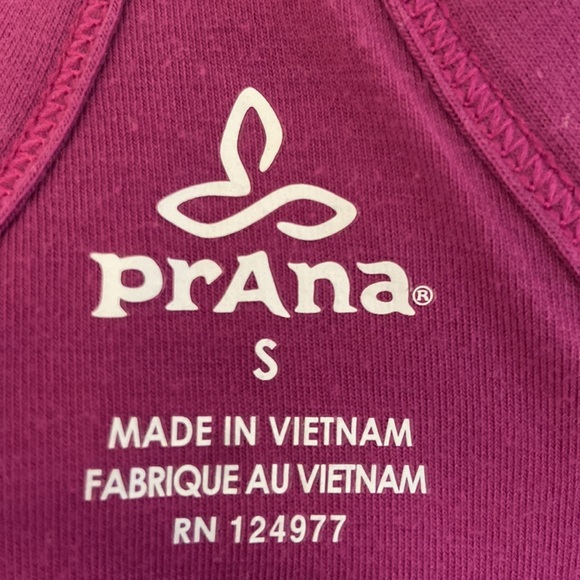 prAna®
S
MADE IN VIETNAM
FABRIQUE AU VIETNAM
RN 124977